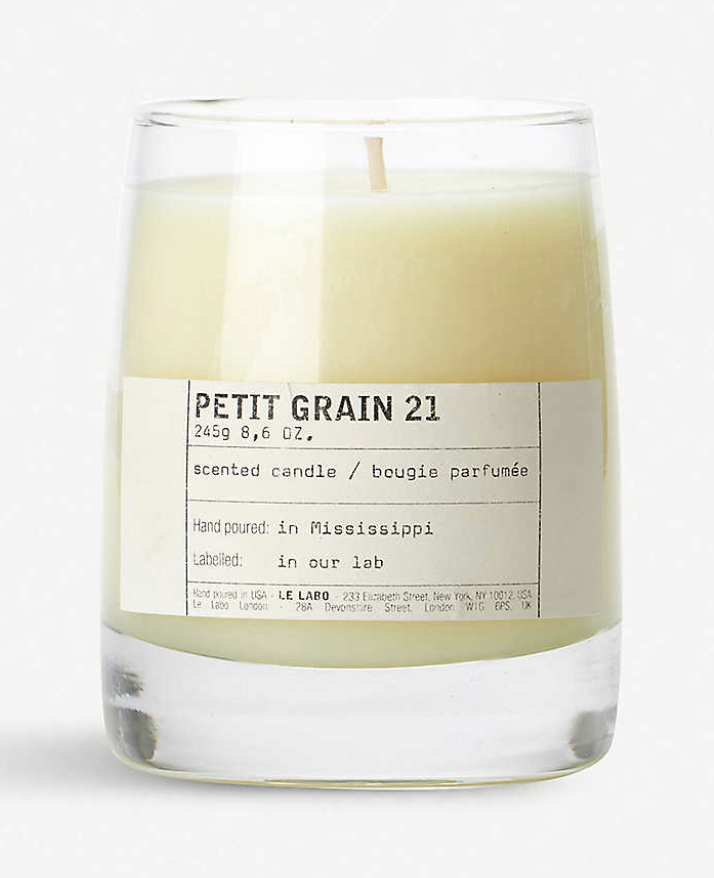 PETIT GRAIN 21
245g 8,6 OZ.
scented candle / bougie parfumée
Hand poured: in Mississippi
Labelled: in our lab
Hand poured in USA - LE LABO - 233 Elizabeth Street, New York, NY 10012, USA
Le Labo London - 28A Devonshire Street, London W1G 6PS, UK